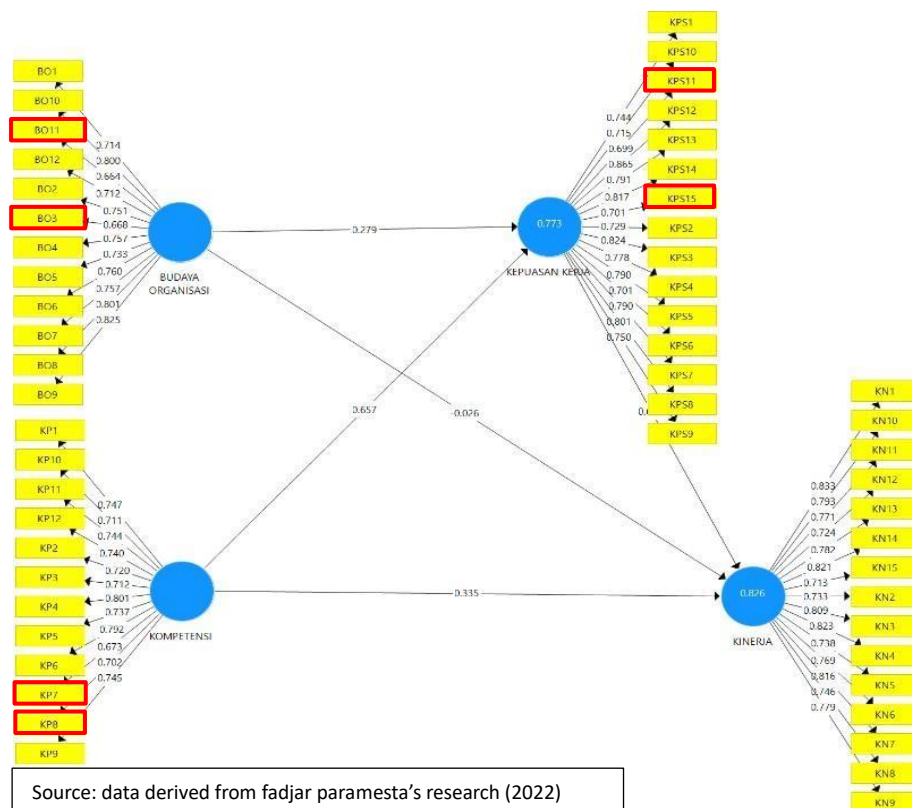 KPS1
KPS10
KPS11
KPS12
KPS13
KPS14
KPS15
KPS2
KPS3
KPS4
KPS5
KPS6
KPS7
KPS8
KPS9
0.744
0.715
0.699
0.865
0.791
0.817
0.701
0.729
0.824
0.778
0.790
0.701
0.790
0.801
0.750
0.773
KEPUASAN KERJA
BO1
BO10
BO11
BO12
BO2
BO3
BO4
BO5
BO6
BO7
BO8
BO9
0.714
0.800
0.664
0.712
0.751
0.668
0.757
0.733
0.760
0.757
0.801
0.825
BUDAYA
ORGANISASI
0.279
0.657
-0.026
0.335
KP1
KP10
KP11
KP12
KP2
KP3
KP4
KP5
KP6
KP7
KP8
KP9
0.747
0.711
0.744
0.740
0.720
0.712
0.801
0.737
0.792
0.673
0.702
0.745
KOMPETENSI
KN1
KN10
KN11
KN12
KN13
KN14
KN15
KN2
KN3
KN4
KN5
KN6
KN7
KN8
KN9
0.833
0.793
0.771
0.724
0.782
0.821
0.713
0.733
0.809
0.823
0.738
0.769
0.816
0.746
0.779
0.826
KINERJA
Source: data derived from fadjar paramesta's research (2022)